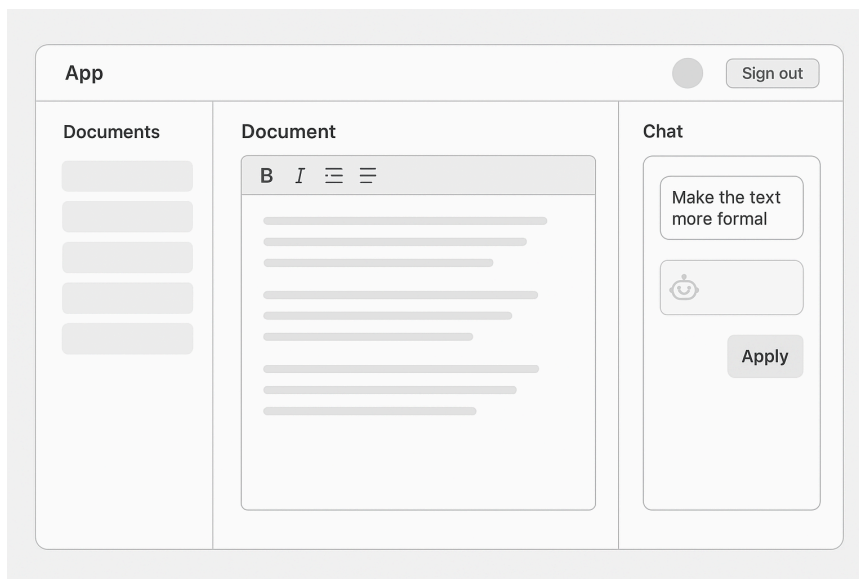 App
Sign out
Documents
Document
B I
Chat
Make the text
more formal
Apply